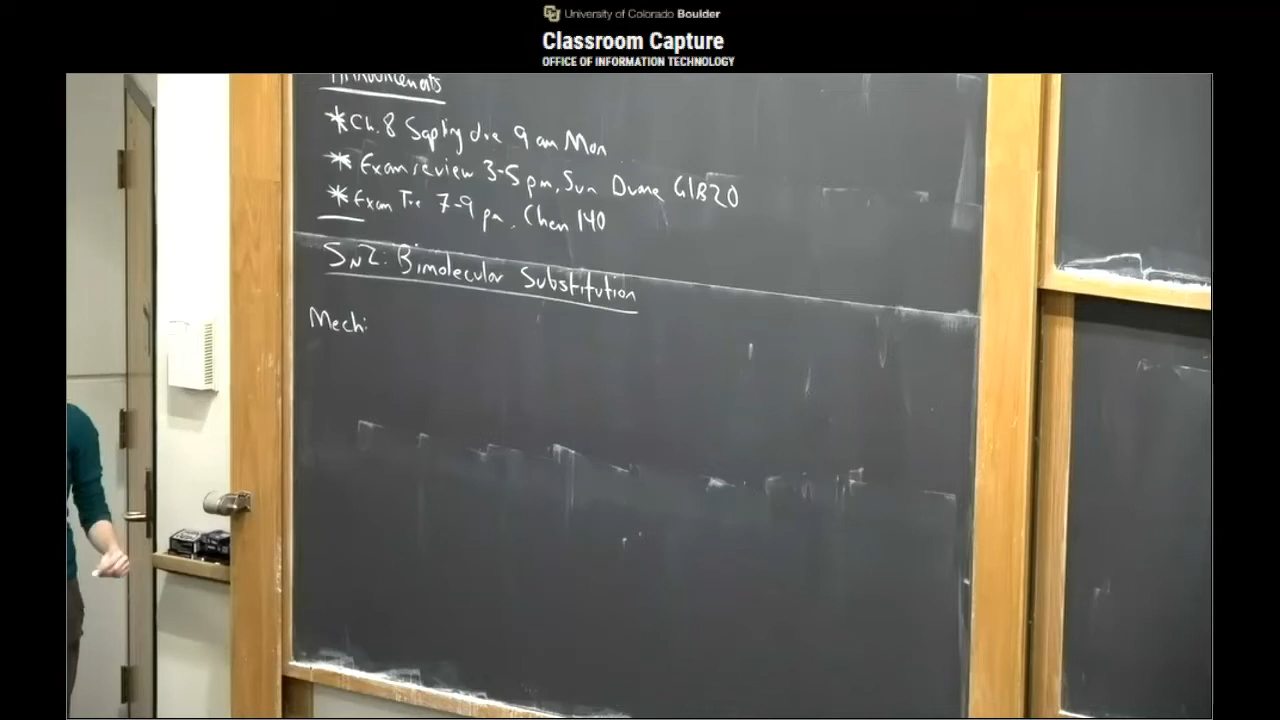 University of Colorado Boulder
Classroom Capture
OFFICE OF INFORMATION TECHNOLOGY
Announcements
*Ch. 8 Sapling due 9 am Mon
* Exam review 3-5 pm, Sun Duane G1B20
* Exam Tue 7-9 pm, Chem 140
SN2: Bimolecular Substitution
Mech: